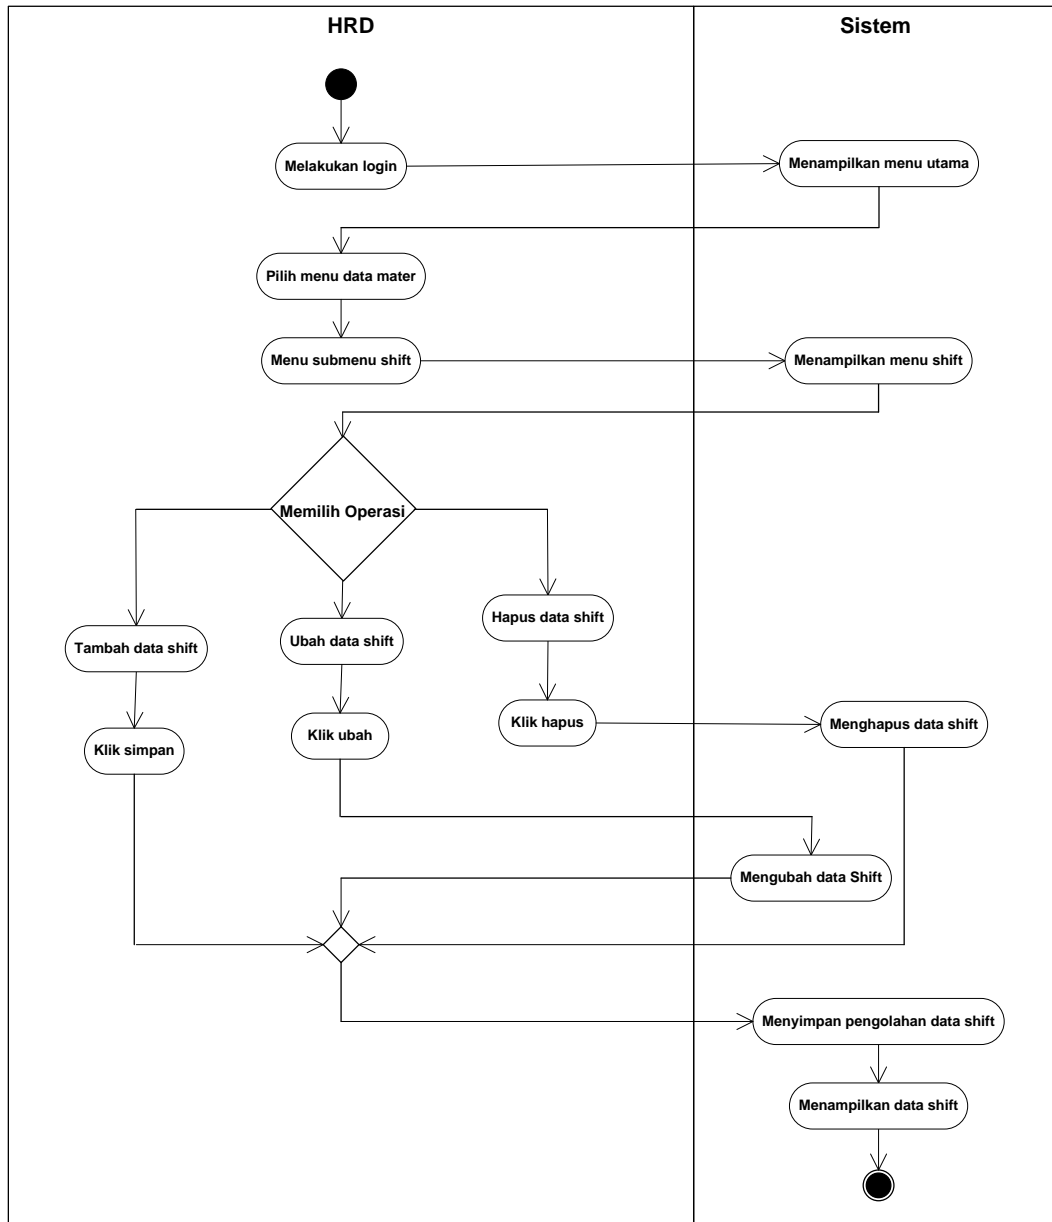 HRD
Sistem
Melakukan login
Menampilkan menu utama
Pilih menu data mater
Menu submenu shift
Menampilkan menu shift
Memilih Operasi
Hapus data shift
Tambah data shift
Ubah data shift
Klik simpan
Klik ubah
Klik hapus
Menghapus data shift
Mengubah data Shift
Menyimpan pengolahan data shift
Menampilkan data shift